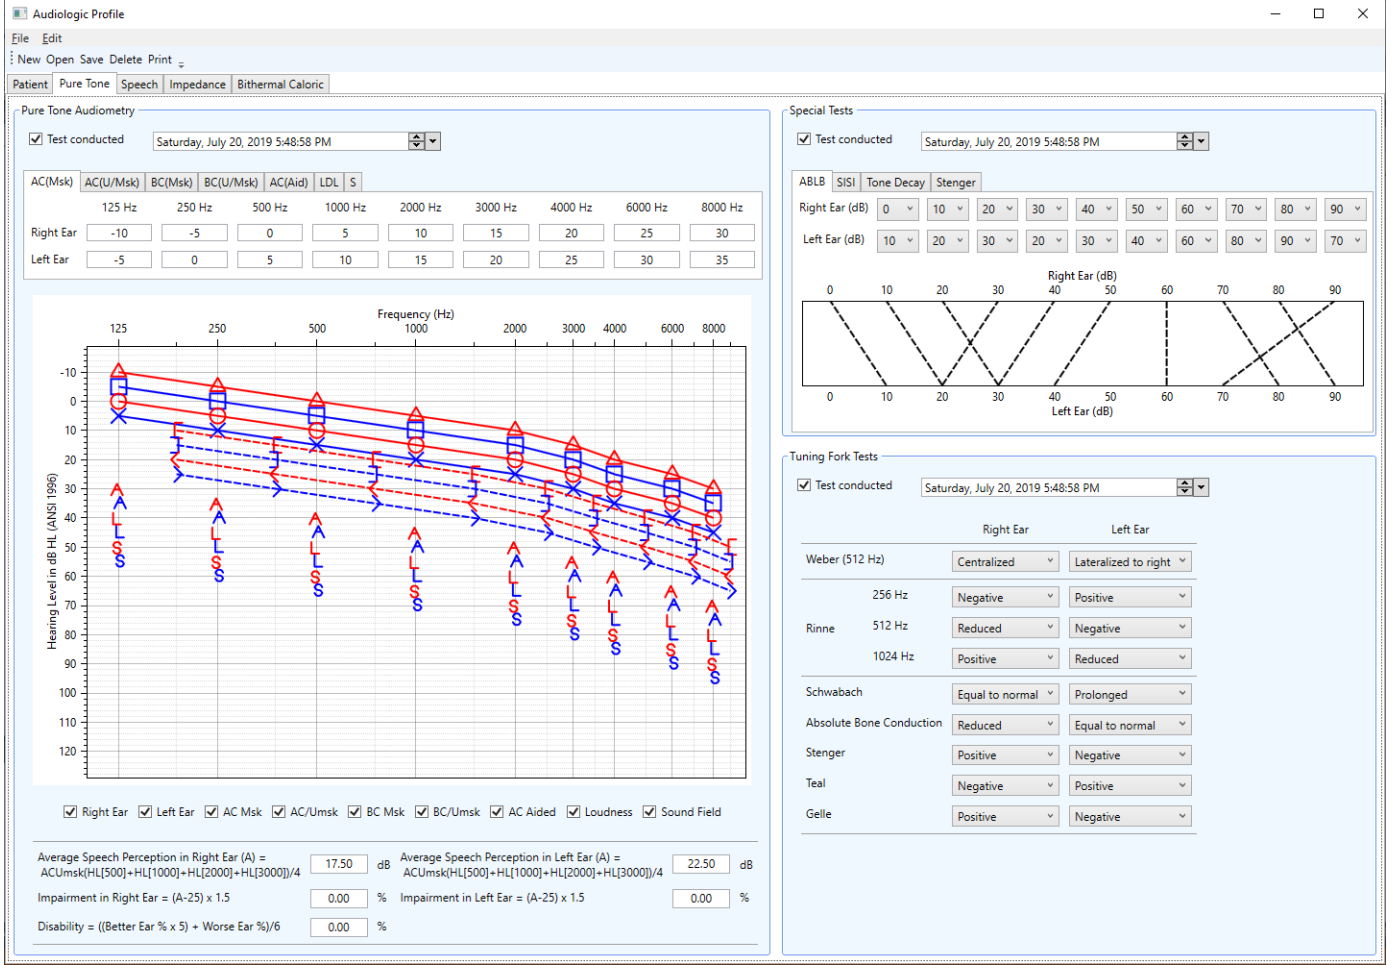 Audiologic Profile
File Edit
New Open Save Delete Print
Patient Pure Tone Speech Impedance Bithermal Caloric
Pure Tone Audiometry
Test conducted Saturday, July 20, 2019 5:48:58 PM
AC(Msk) AC(U/Msk) BC(Msk) BC(U/Msk) AC(Aid) LDL S
125 Hz 250 Hz 500 Hz 1000 Hz 2000 Hz 3000 Hz 4000 Hz 6000 Hz 8000 Hz
Right Ear -10 -5 0 5 10 15 20 25 30
Left Ear -5 0 5 10 15 20 25 30 35
Frequency (Hz)
125 250 500 1000 2000 3000 4000 6000 8000
Hearing Level in dB HL (ANSI 1996)
-10
0
10
20
30
40
50
60
70
80
90
100
110
120
Right Ear Left Ear AC Msk AC/Umsk BC Msk BC/Umsk AC Aided Loudness Sound Field
Average Speech Perception in Right Ear (A) =
ACUmsk(HL[500]+HL[1000]+HL[2000]+HL[3000])/4 17.50 dB
Average Speech Perception in Left Ear (A) =
ACUmsk(HL[500]+HL[1000]+HL[2000]+HL[3000])/4 22.50 dB
Impairment in Right Ear = (A-25) x 1.5 0.00 %
Impairment in Left Ear = (A-25) x 1.5 0.00 %
Disability = ((Better Ear % x 5) + Worse Ear %)/6 0.00 %
Special Tests
Test conducted Saturday, July 20, 2019 5:48:58 PM
ABLB SISI Tone Decay Stenger
Right Ear (dB) 0 10 20 30 40 50 60 70 80 90
Left Ear (dB) 10 20 30 20 30 40 60 80 90 70
Right Ear (dB)
0 10 20 30 40 50 60 70 80 90
0 10 20 30 40 50 60 70 80 90
Left Ear (dB)
Tuning Fork Tests
Test conducted Saturday, July 20, 2019 5:48:58 PM
Right Ear Left Ear
Weber (512 Hz) Centralized Lateralized to right
256 Hz Negative Positive
Rinne 512 Hz Reduced Negative
1024 Hz Positive Reduced
Schwabach Equal to normal Prolonged
Absolute Bone Conduction Reduced Equal to normal
Stenger Positive Negative
Teal Negative Positive
Gelle Positive Negative